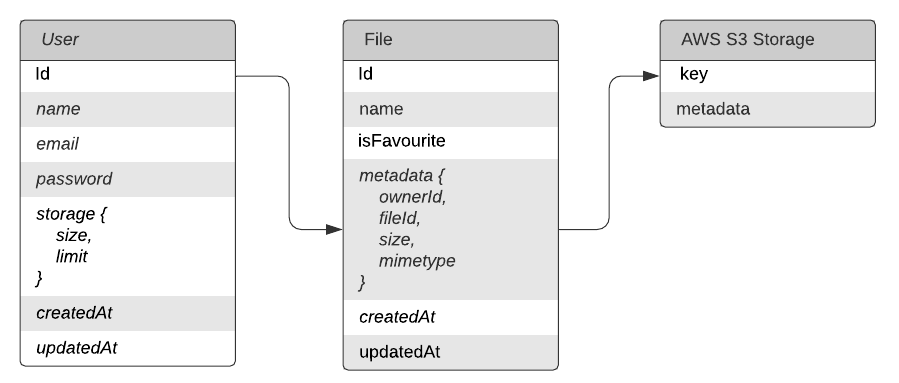 User
Id
name
email
password
storage {
size,
limit
}
createdAt
updatedAt
File
Id
name
isFavourite
metadata {
ownerId,
fileId,
size,
mimetype
}
createdAt
updatedAt
AWS S3 Storage
key
metadata